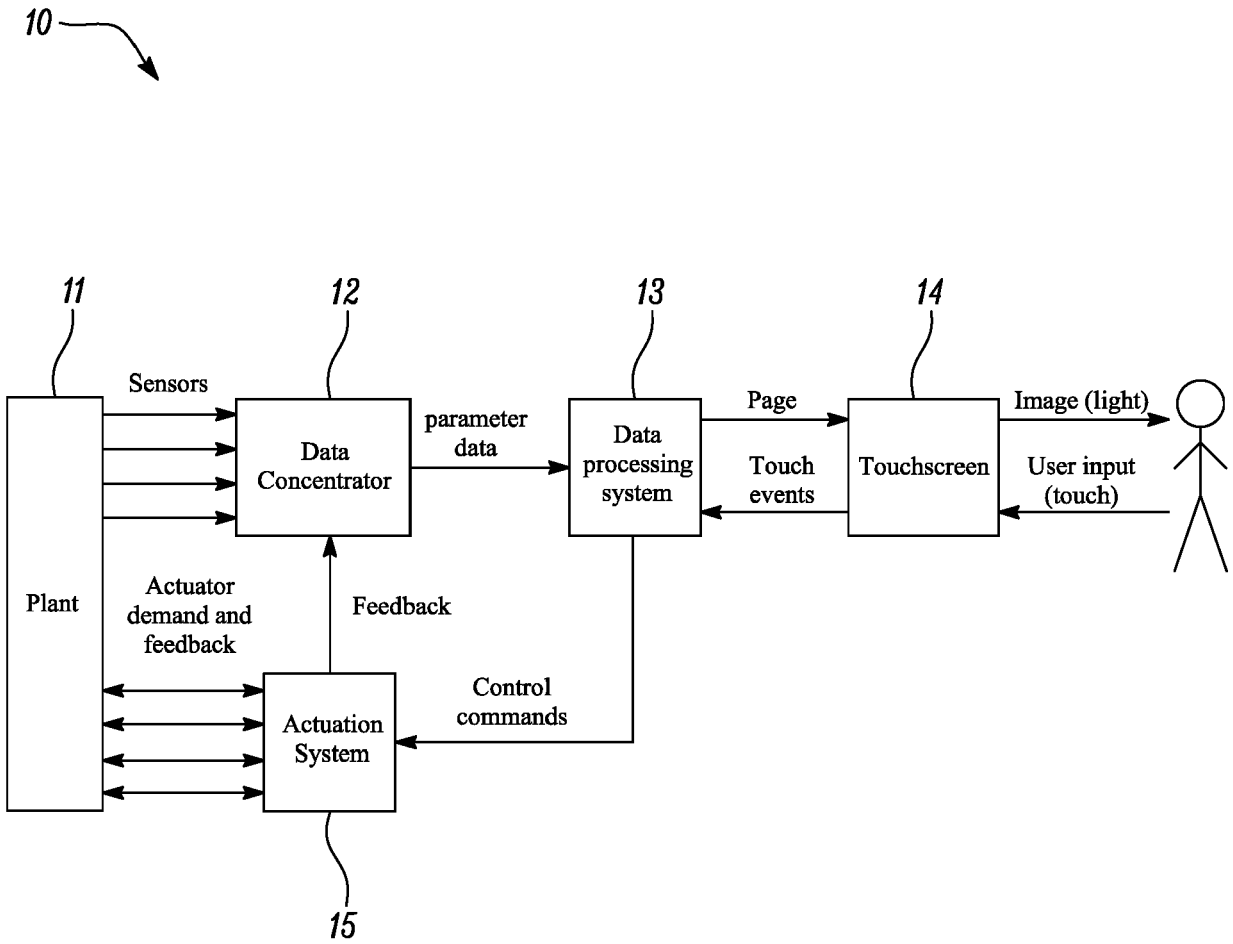 10
11
12
13
14
Sensors
Data
Concentrator
parameter
data
Data
processing
system
Page
Touch
events
Touchscreen
Image (light)
User input
(touch)
Plant
Actuator
demand and
feedback
Feedback
Actuation
System
Control
commands
15